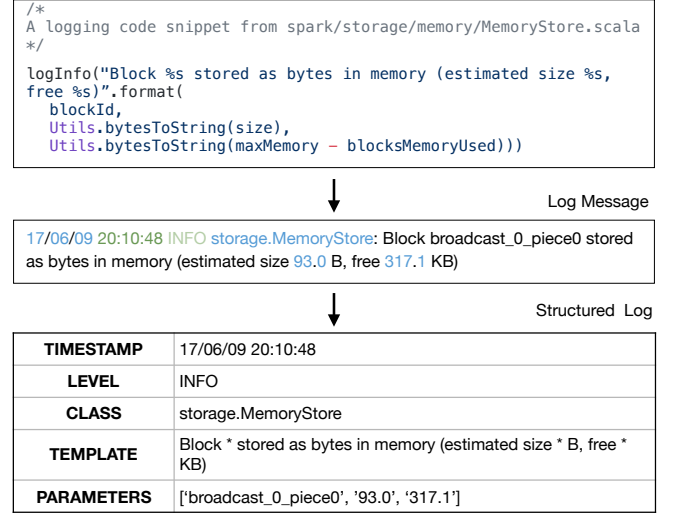 /*
A logging code snippet from spark/storage/memory/MemoryStore.scala
*/
logInfo("Block %s stored as bytes in memory (estimated size %s,
free %s)”.format(
blockId,
Utils.bytesToString(size),
Utils.bytesToString(maxMemory − blocksMemoryUsed)))
Log Message
17/06/09 20:10:48 INFO storage.MemoryStore: Block broadcast_0_piece0 stored
as bytes in memory (estimated size 93.0 B, free 317.1 KB)
Structured Log
TIMESTAMP 17/06/09 20:10:48
LEVEL INFO
CLASS storage.MemoryStore
TEMPLATE Block * stored as bytes in memory (estimated size * B, free *
KB)
PARAMETERS [‘broadcast_0_piece0’, ’93.0’, ‘317.1’]